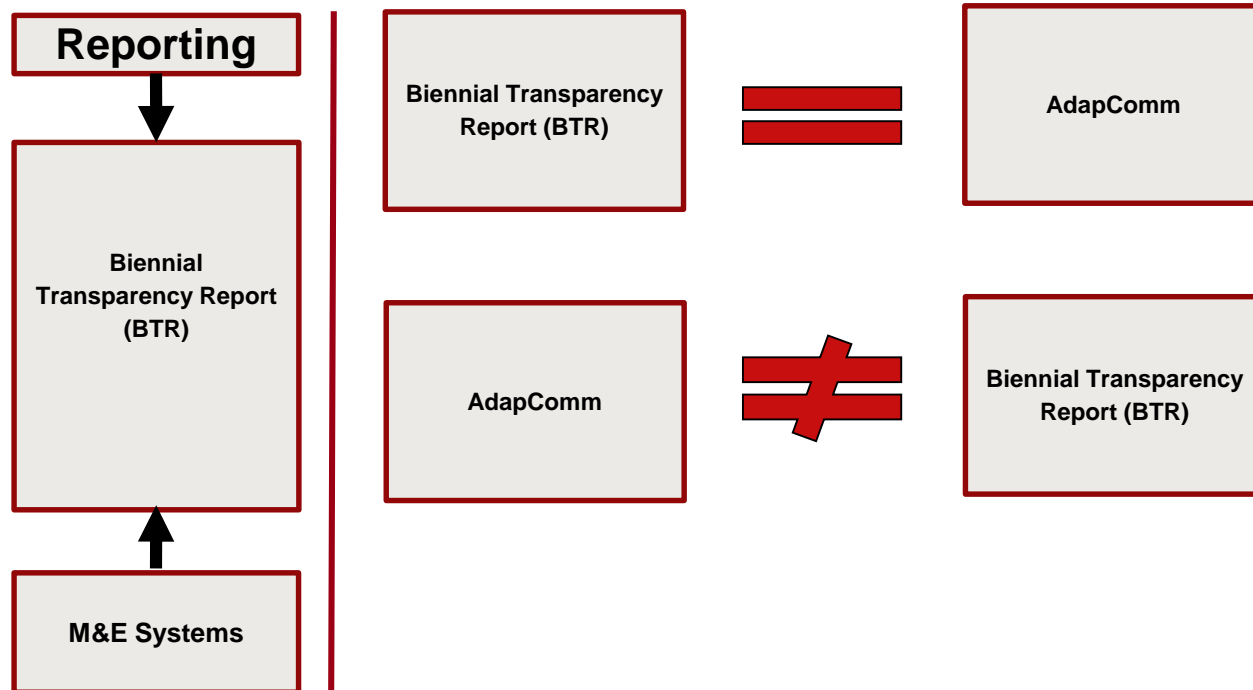 Reporting
Biennial
Transparency Report
(BTR)
M&E Systems
Biennial Transparency
Report (BTR)
AdapComm
AdapComm
Biennial Transparency
Report (BTR)